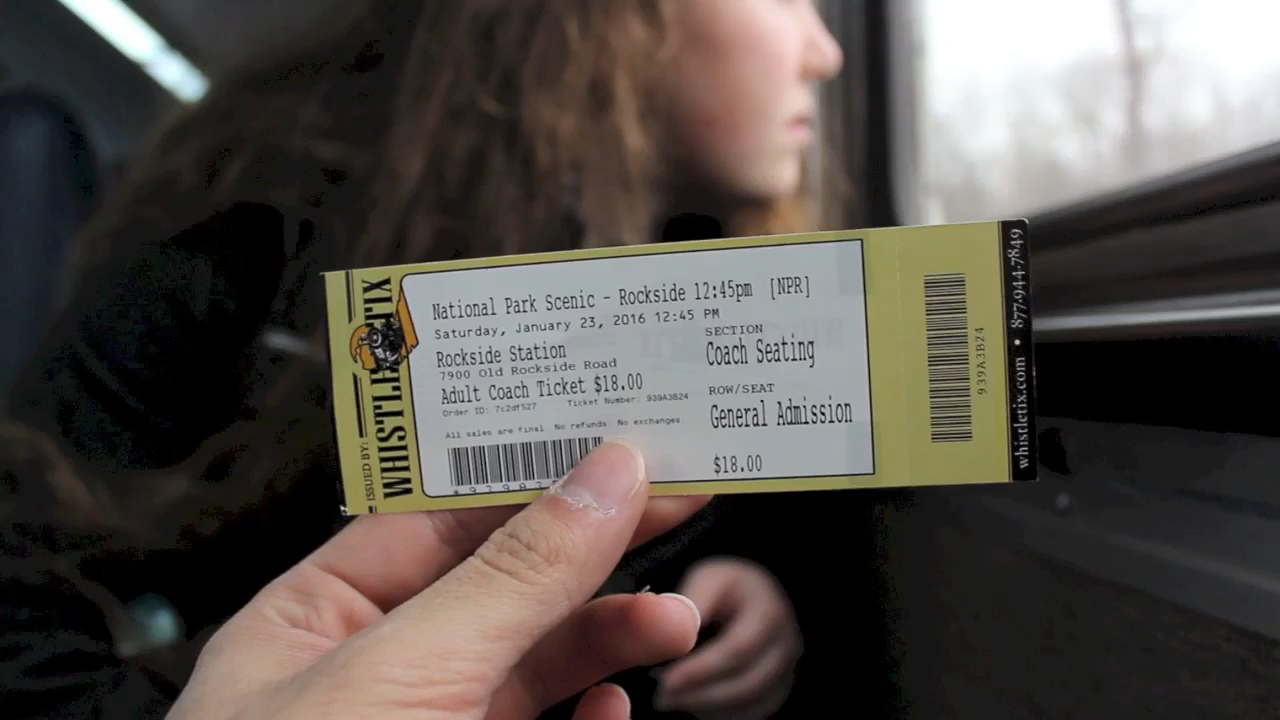 ISSUED BY:
WHISTLETIX
National Park Scenic - Rockside 12:45pm [NPR]
Saturday, January 23, 2016 12:45 PM
Rockside Station
7900 Old Rockside Road
Adult Coach Ticket $18.00
Order ID: 7c2df527 Ticket Number: 939A3B24
All sales are final. No refunds. No exchanges.
SECTION
Coach Seating
ROW/SEAT
General Admission
$18.00
939A3B24
whistletix.com • 877-944-7849